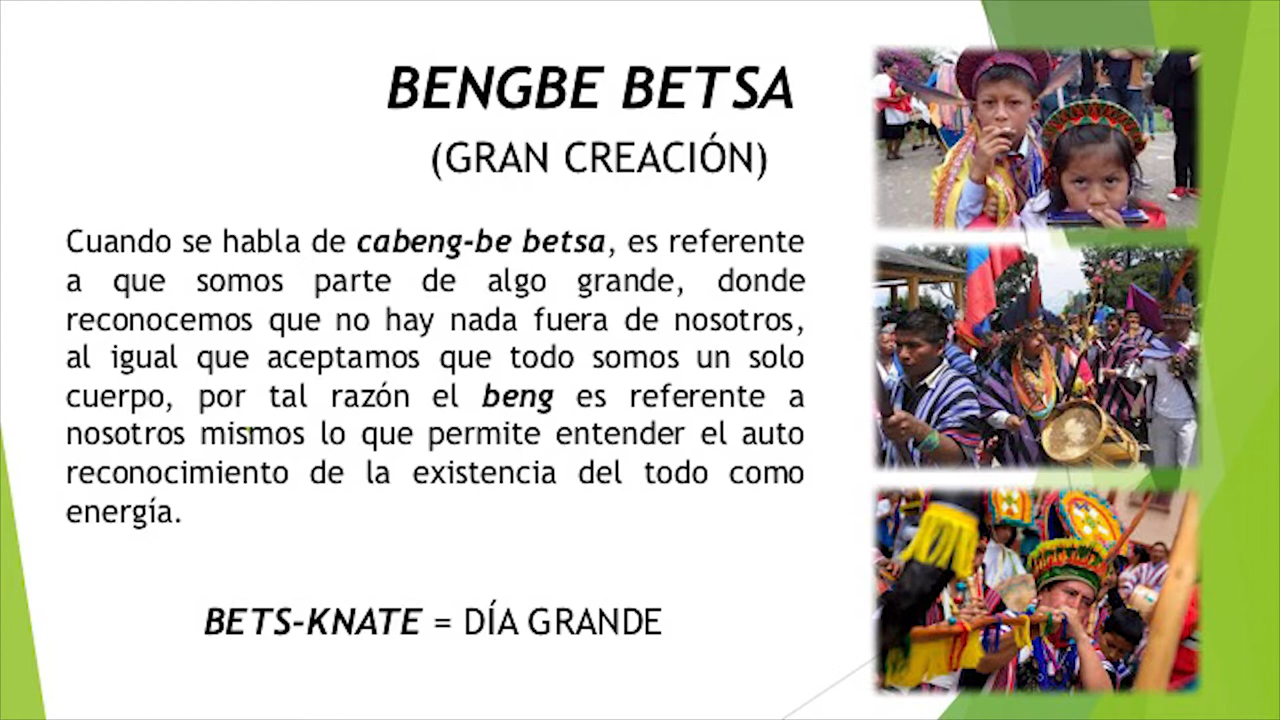 BENGBE BETSA
(GRAN CREACIÓN)
Cuando se habla de cabeng-be betsa, es referente
a que somos parte de algo grande, donde
reconocemos que no hay nada fuera de nosotros,
al igual que aceptamos que todo somos un solo
cuerpo, por tal razón el beng es referente a
nosotros mismos lo que permite entender el auto
reconocimiento de la existencia del todo como
energía.
BETS-KNATE = DÍA GRANDE